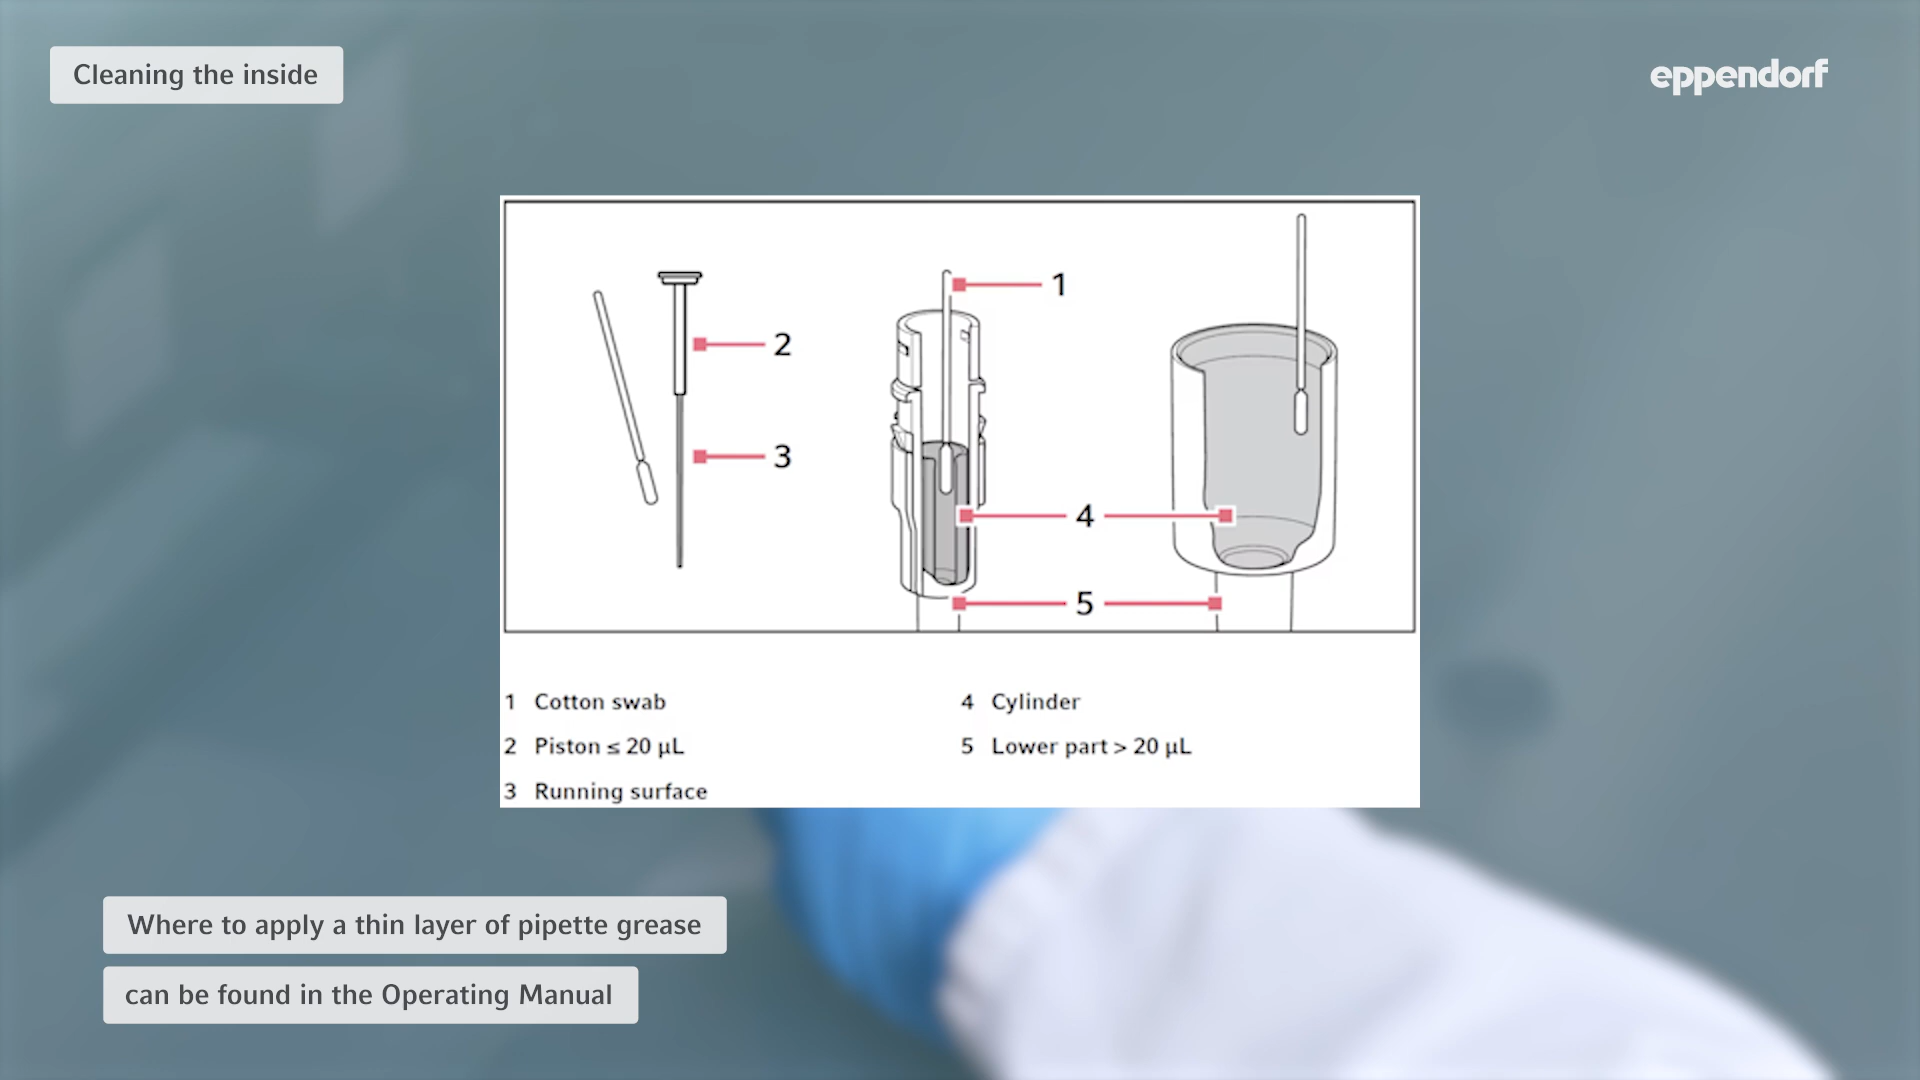 Cleaning the inside
eppendorf
1
2
3
4
5
1 Cotton swab
2 Piston ≤ 20 µL
3 Running surface
4 Cylinder
5 Lower part > 20 µL
Where to apply a thin layer of pipette grease
can be found in the Operating Manual